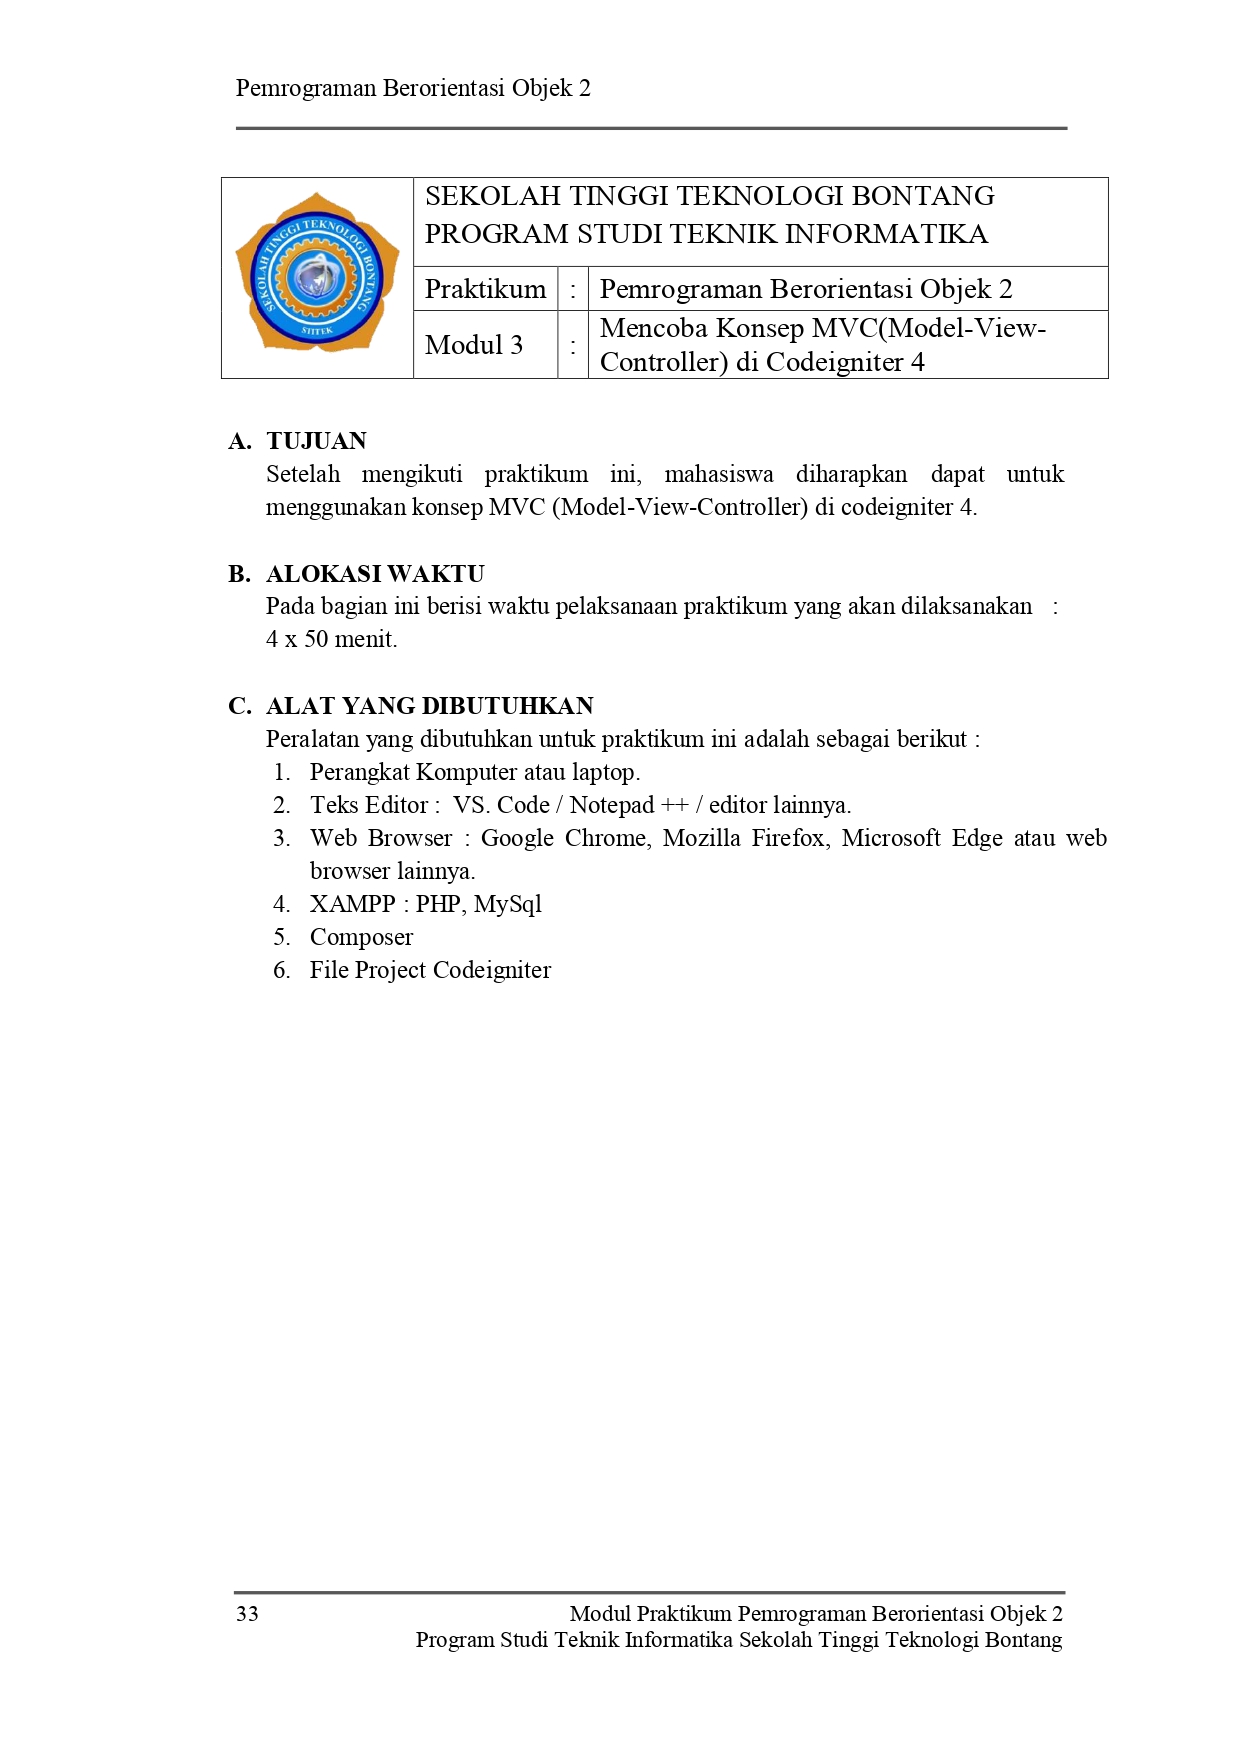 Pemrograman Berorientasi Objek 2
SEKOLAH TINGGI TEKNOLOGI BONTANG
STITEK
SEKOLAH TINGGI TEKNOLOGI BONTANG
PROGRAM STUDI TEKNIK INFORMATIKA
Praktikum : Pemrograman Berorientasi Objek 2
Modul 3 : Mencoba Konsep MVC(Model-View-
Controller) di Codeigniter 4
A. TUJUAN
Setelah mengikuti praktikum ini, mahasiswa diharapkan dapat untuk
menggunakan konsep MVC (Model-View-Controller) di codeigniter 4.
B. ALOKASI WAKTU
Pada bagian ini berisi waktu pelaksanaan praktikum yang akan dilaksanakan :
4 x 50 menit.
C. ALAT YANG DIBUTUHKAN
Peralatan yang dibutuhkan untuk praktikum ini adalah sebagai berikut :
1. Perangkat Komputer atau laptop.
2. Teks Editor : VS. Code / Notepad ++ / editor lainnya.
3. Web Browser : Google Chrome, Mozilla Firefox, Microsoft Edge atau web
browser lainnya.
4. XAMPP : PHP, MySql
5. Composer
6. File Project Codeigniter
33 Modul Praktikum Pemrograman Berorientasi Objek 2
Program Studi Teknik Informatika Sekolah Tinggi Teknologi Bontang